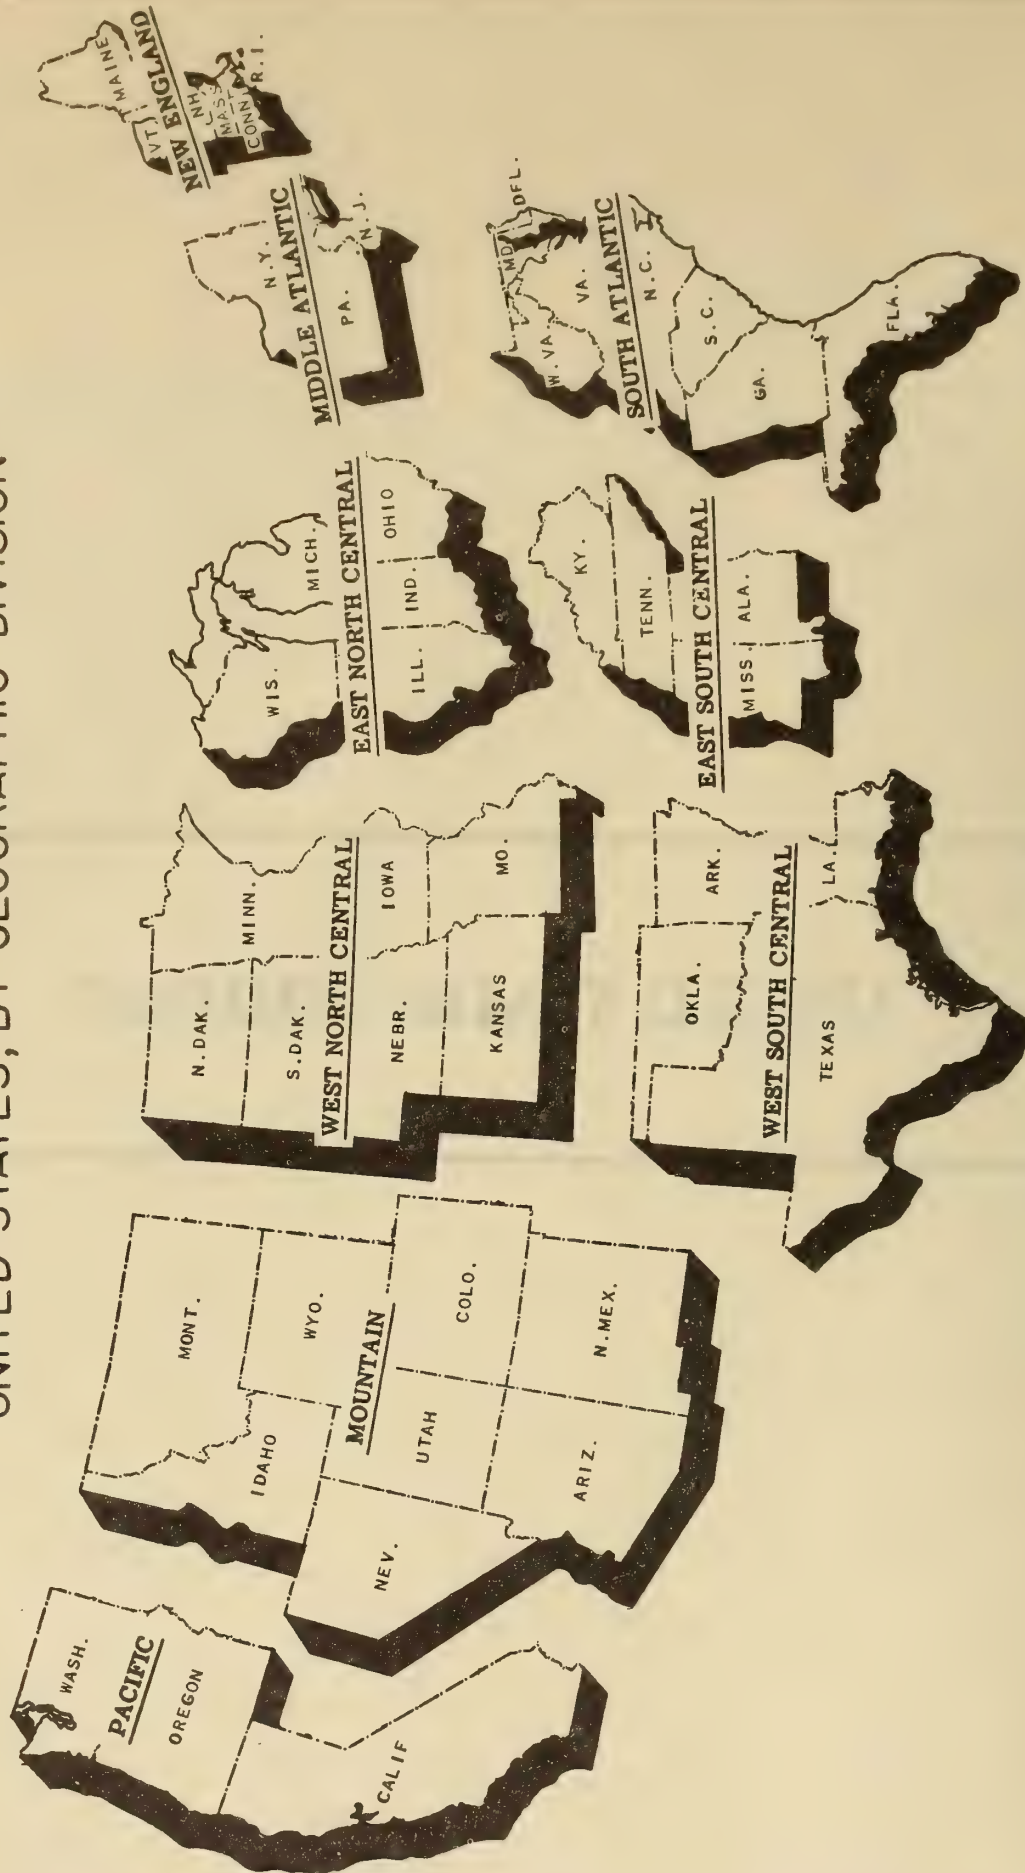 UNITED STATES, BY GEOGRAPHIC DIVISION
PACIFIC
WASH.
OREGON
CALIF
MOUNTAIN
MONT.
IDAHO
WYO.
NEV.
UTAH
COLO.
ARIZ.
N.MEX.
WEST NORTH CENTRAL
N.DAK.
MINN.
S.DAK.
NEBR.
IOWA
KANSAS
MO.
WEST SOUTH CENTRAL
OKLA.
ARK.
TEXAS
LA.
EAST NORTH CENTRAL
WIS.
MICH.
ILL.
IND.
OHIO
EAST SOUTH CENTRAL
KY.
TENN.
MISS.
ALA.
MIDDLE ATLANTIC
N.Y.
PA.
N.J.
SOUTH ATLANTIC
MD.
DEL.
W.VA.
VA.
N.C.
S.C.
GA.
FLA.
NEW ENGLAND
MAINE
VT.
NH
MASS
CONN
R.I.